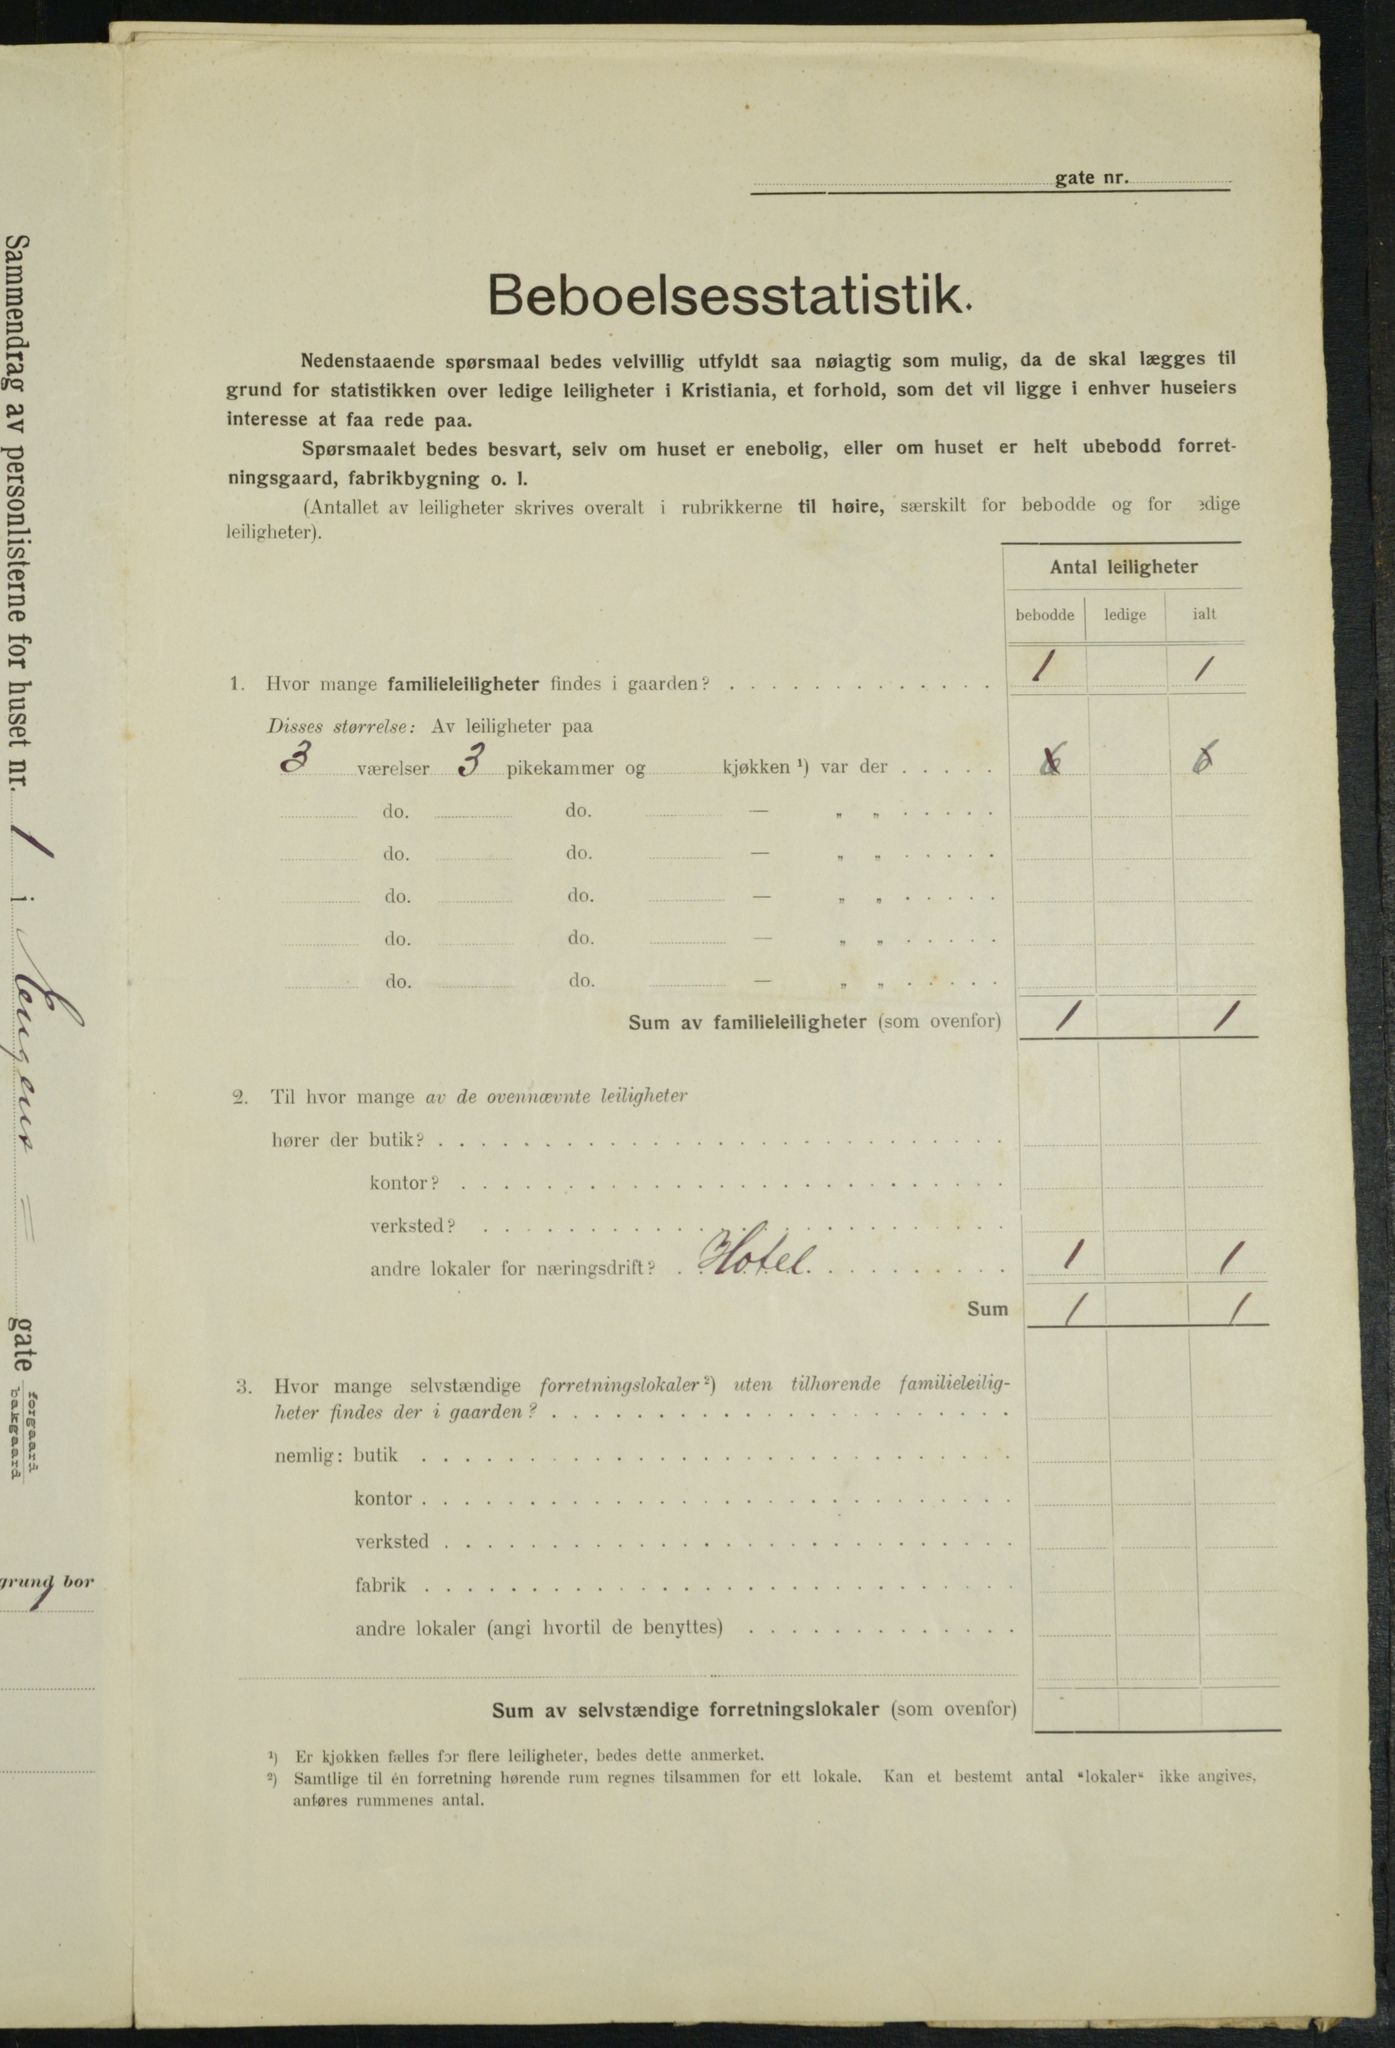 Sammendrag av personlisterne for huset nr. 1 i Eugens = gate forgaard bakgaard
grund bor
1
gate nr.
Beboelsesstatistik.
Nedenstaaende spørsmaal bedes velvillig utfyldt saa nøiagtig som mulig, da de skal lægges til
grund for statistikken over ledige leiligheter i Kristiania, et forhold, som det vil ligge i enhver huseiers
interesse at faa rede paa.
Spørsmaalet bedes besvart, selv om huset er enebolig, eller om huset er helt ubebodd forret-
ningsgaard, fabrikbygning o. l.
(Antallet av leiligheter skrives overalt i rubrikkerne til høire, særskilt for bebodde og for edige
leiligheter).
Antal leiligheter
bebodde ledige ialt
1. Hvor mange familieleiligheter findes i gaarden? . . . . . . . . . . . . . 1 1
Disses størrelse: Av leiligheter paa
3 værelser 3 pikekammer og kjøkken ¹) var der . . . . . 6 6
do. do. — „ „ . . . . .
do. do. — „ „ . . . . .
do. do. — „ „ . . . . .
do. do. — „ „ . . . . .
do. do. — „ „ . . . . .
Sum av familieleiligheter (som ovenfor) 1 1
2. Til hvor mange av de ovennævnte leiligheter
hører der butik? . . . . . . . . . . . . . . . . . . . . . . . . . . .
kontor? . . . . . . . . . . . . . . . . . . . . . . . . . .
verksted? . . . . . . . . . . . . . . . . . . . . . . . . .
andre lokaler for næringsdrift? . Hotel . . . . . . . . . . 1 1
Sum 1 1
3. Hvor mange selvstændige forretningslokaler ²) uten tilhørende familieleilig-
heter findes der i gaarden? . . . . . . . . . . . . . . . . . . . . . .
nemlig: butik . . . . . . . . . . . . . . . . . . . . . . . . . . . .
kontor . . . . . . . . . . . . . . . . . . . . . . . . . . . .
verksted . . . . . . . . . . . . . . . . . . . . . . . . . . .
fabrik . . . . . . . . . . . . . . . . . . . . . . . . . . . .
andre lokaler (angi hvortil de benyttes) . . . . . . . . . . . . .
Sum av selvstændige forretningslokaler (som ovenfor)
¹) Er kjøkken fælles for flere leiligheter, bedes dette anmerket.
²) Samtlige til én forretning hørende rum regnes tilsammen for ett lokale. Kan et bestemt antal "lokaler" ikke angives,
anføres rummenes antal.